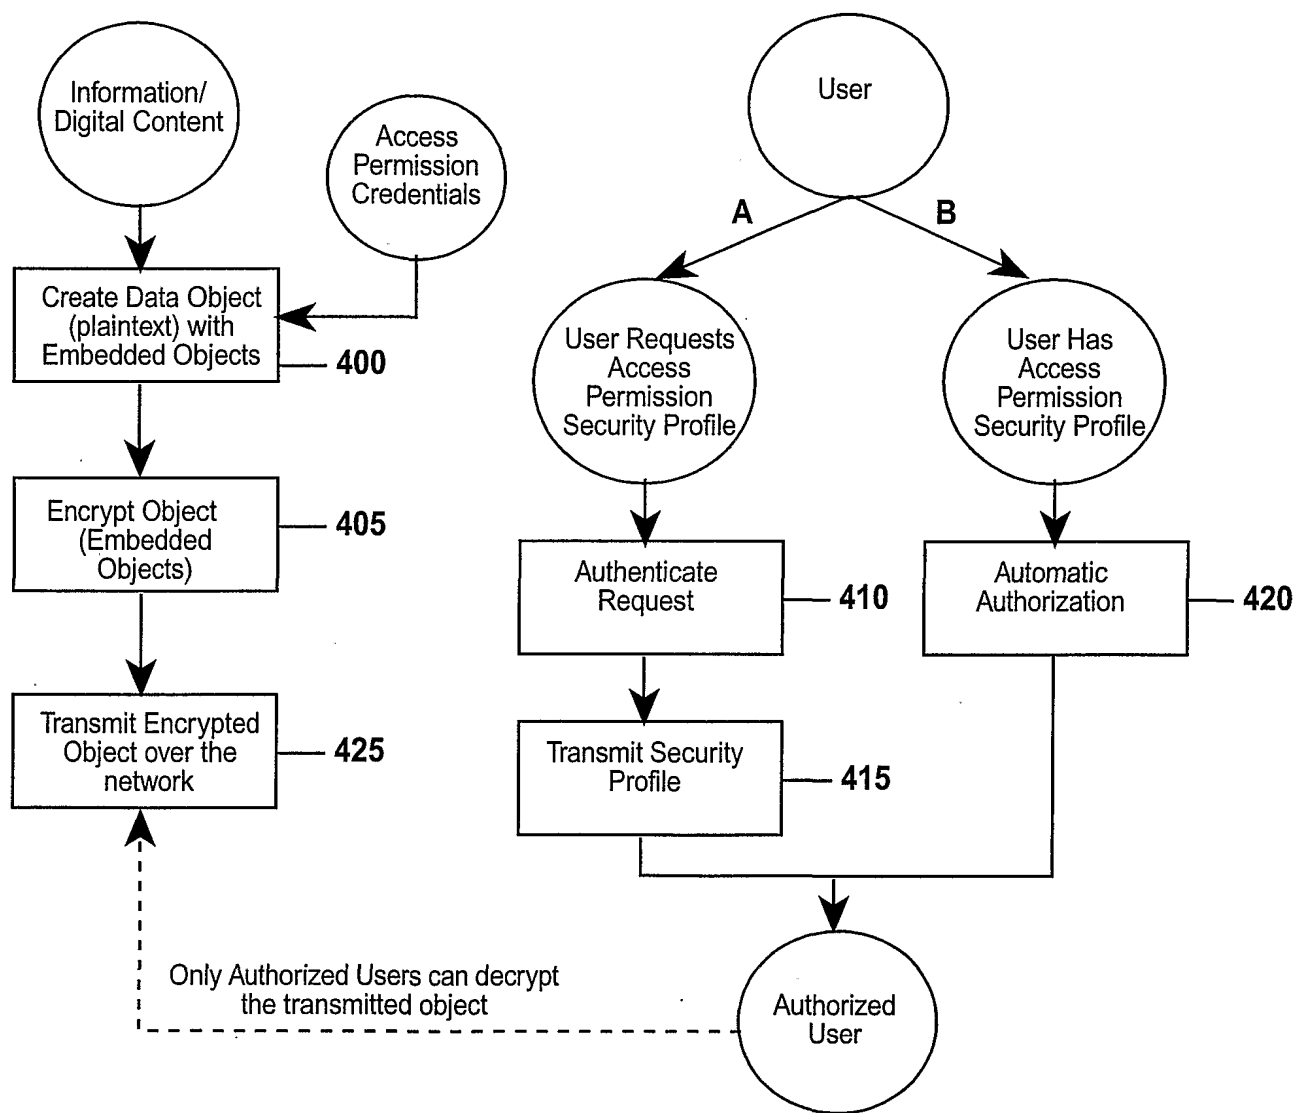 Information/
Digital Content
Access
Permission
Credentials
Create Data Object
(plaintext) with
Embedded Objects
400
Encrypt Object
(Embedded
Objects)
405
Transmit Encrypted
Object over the
network
425
User
A
B
User Requests
Access
Permission
Security Profile
User Has
Access
Permission
Security Profile
Authenticate
Request
410
Automatic
Authorization
420
Transmit Security
Profile
415
Only Authorized Users can decrypt
the transmitted object
Authorized
User